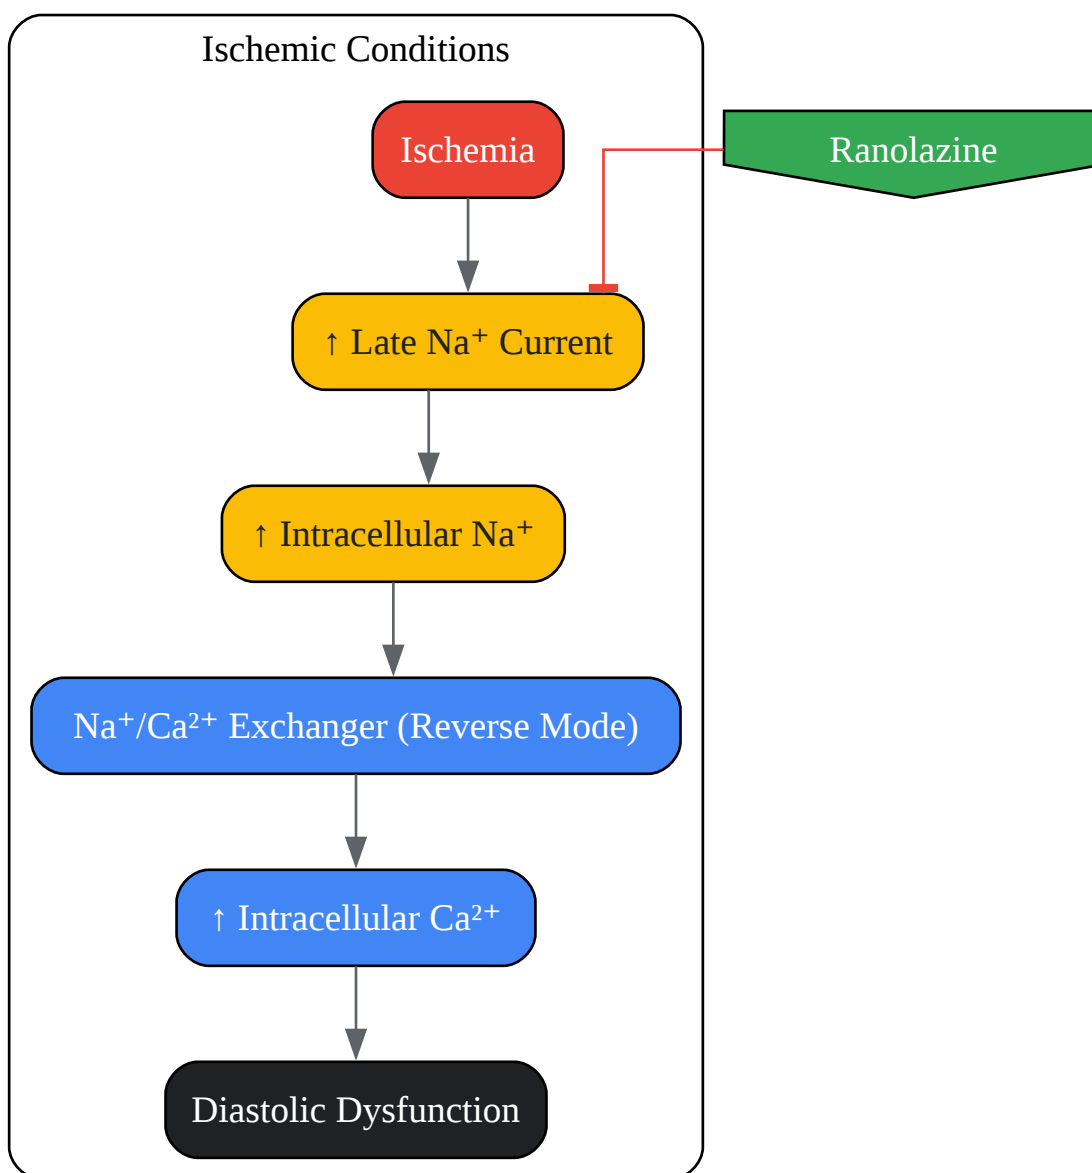 Ischemic Conditions
Ischemia
Ranolazine
↑ Late Na⁺ Current
↑ Intracellular Na⁺
Na⁺/Ca²⁺ Exchanger (Reverse Mode)
↑ Intracellular Ca²⁺
Diastolic Dysfunction